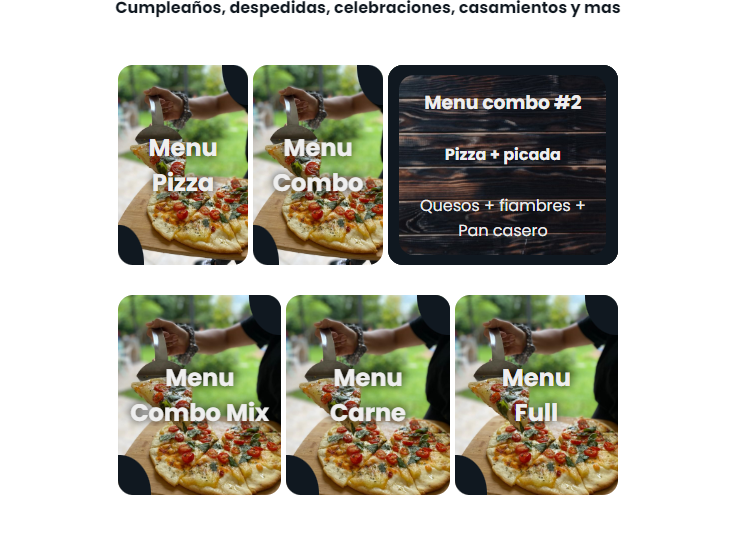 Cumpleaños, despedidas, celebraciones, casamientos y mas
Menu
Pizza
Menu
Combo
Menu combo #2
Pizza + picada
Quesos + fiambres +
Pan casero
Menu
Combo Mix
Menu
Carne
Menu
Full